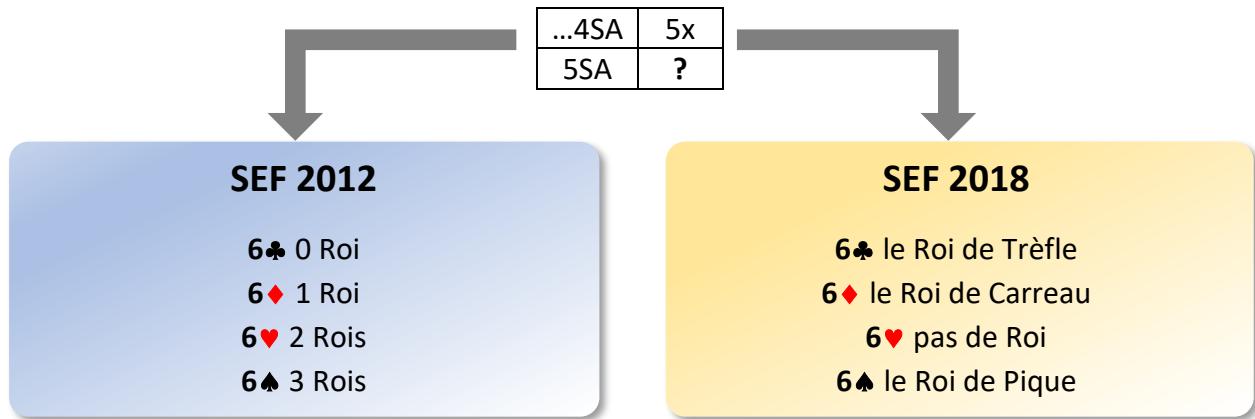 ...4SA 5x
5SA ?
SEF 2012
6♣ 0 Roi
6♦ 1 Roi
6♥ 2 Rois
6♠ 3 Rois
SEF 2018
6♣ le Roi de Trèfle
6♦ le Roi de Carreau
6♥ pas de Roi
6♠ le Roi de Pique